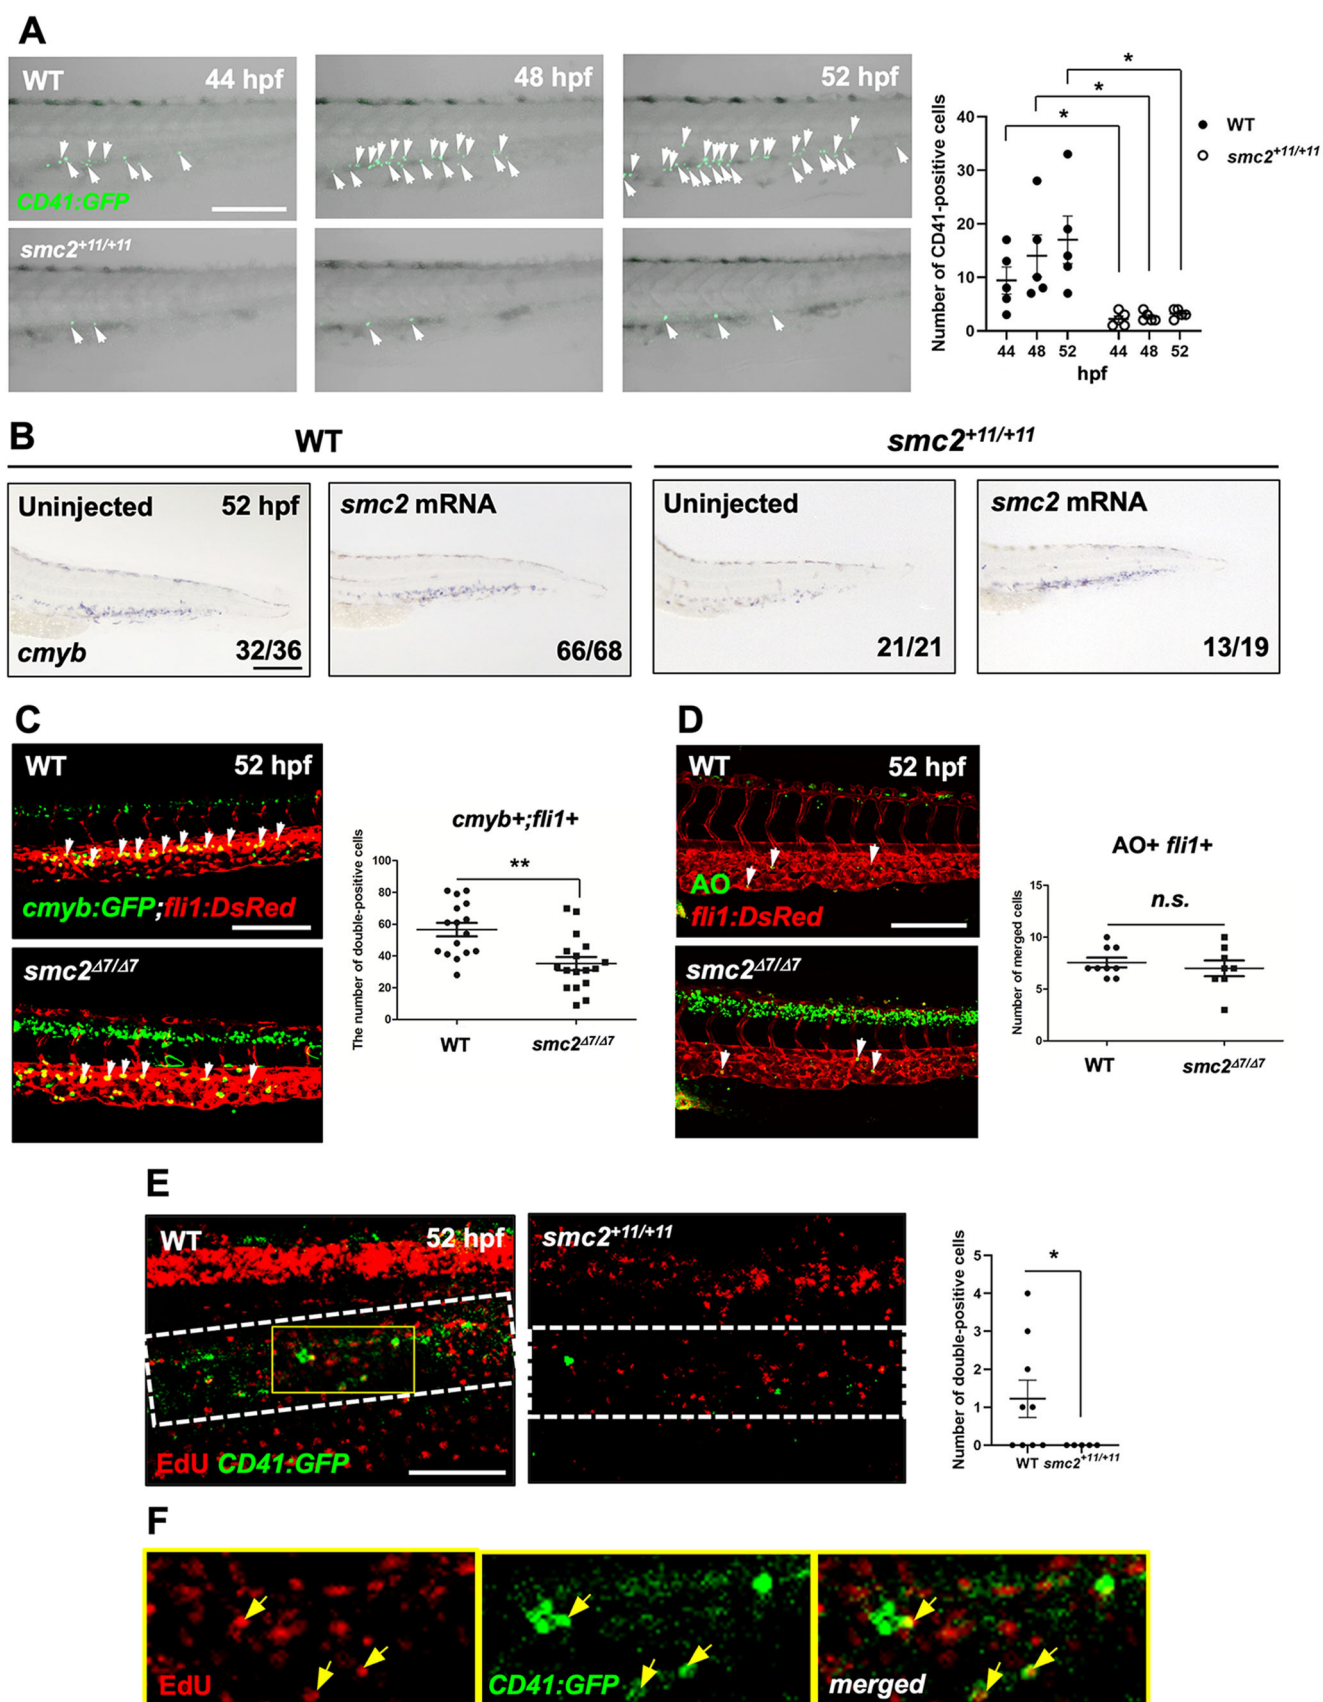 A
WT 44 hpf 48 hpf 52 hpf
CD41:GFP
smc2+11/+11
* * *
Number of CD41-positive cells
40
30
20
10
0
44 48 52 44 48 52
hpf
WT
smc2+11/+11
B
WT smc2+11/+11
Uninjected 52 hpf smc2 mRNA Uninjected smc2 mRNA
cmyb 32/36 66/68 21/21 13/19
C
WT 52 hpf
cmyb:GFP;fli1:DsRed
smc2Δ7/Δ7
cmyb+;fli1+
**
The number of double-positive cells
100
80
60
40
20
0
WT smc2Δ7/Δ7
D
WT 52 hpf
AO
fli1:DsRed
smc2Δ7/Δ7
AO+ fli1+
n.s.
Number of merged cells
15
10
5
0
WT smc2Δ7/Δ7
E
WT 52 hpf smc2+11/+11
EdU CD41:GFP
*
Number of double-positive cells
5
4
3
2
1
0
WT smc2+11/+11
F
EdU CD41:GFP merged